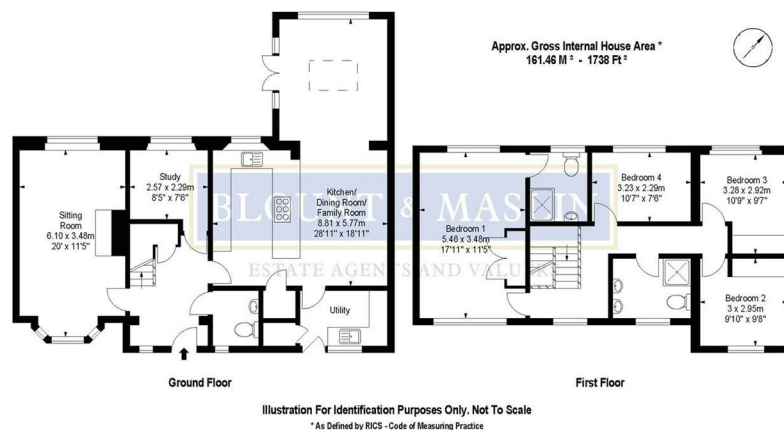 Approx. Gross Internal House Area *
161.46 M ² - 1738 Ft ²
Study
2.57 x 2.29m
8'5" x 7'6"
Sitting
Room
6.10 x 3.48m
20' x 11'5"
Kitchen/
Dining Room/
Family Room
8.81 x 5.77m
28'11" x 18'11"
Utility
Bedroom 1
5.46 x 3.48m
17'11" x 11'5"
Bedroom 4
3.23 x 2.29m
10'7" x 7'6"
Bedroom 3
3.28 x 2.92m
10'9" x 9'7"
Bedroom 2
3 x 2.95m
9'10" x 9'8"
BLOUNT & MASLIN
ESTATE AGENTS AND VALUERS
Ground Floor
First Floor
Illustration For Identification Purposes Only. Not To Scale
* As Defined by RICS - Code of Measuring Practice